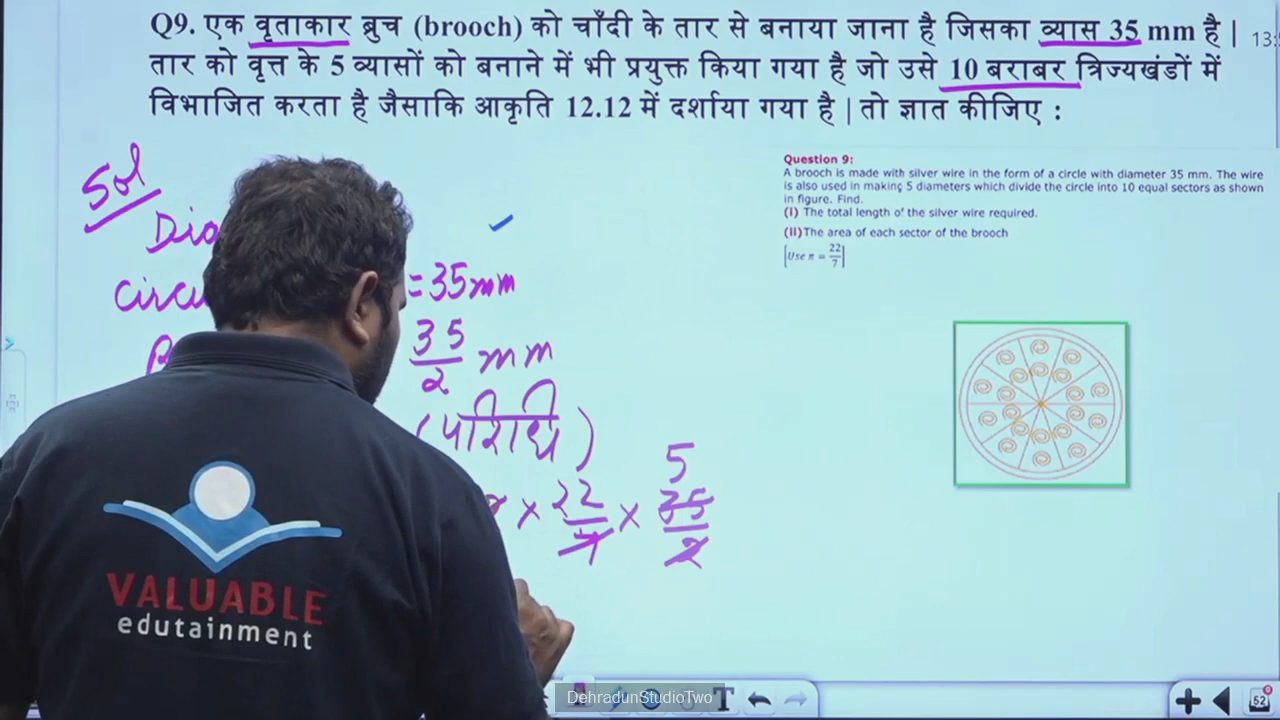 Q9. एक वृताकार ब्रुच (brooch) को चाँदी के तार से बनाया जाना है जिसका व्यास 35 mm है |
तार को वृत्त के 5 व्यासों को बनाने में भी प्रयुक्त किया गया है जो उसे 10 बराबर त्रिज्यखंडों में
विभाजित करता है जैसाकि आकृति 12.12 में दर्शाया गया है | तो ज्ञात कीजिए :
Question 9:
A brooch is made with silver wire in the form of a circle with diameter 35 mm. The wire
is also used in making 5 diameters which divide the circle into 10 equal sectors as shown
in figure. Find.
(i) The total length of the silver wire required.
(ii)The area of each sector of the brooch
[Use π = 22/7]
Sol
= 35mm
35/2 mm
(परिधि)
× 22/7 × 35/2
5
VALUABLE
edutainment
DehradunStudioTwo
T
52